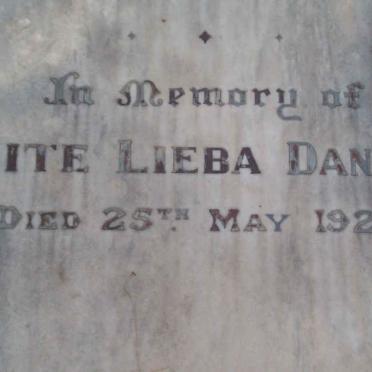 In Memory of
ITE LIEBA DAN
DIED 25TH MAY 192